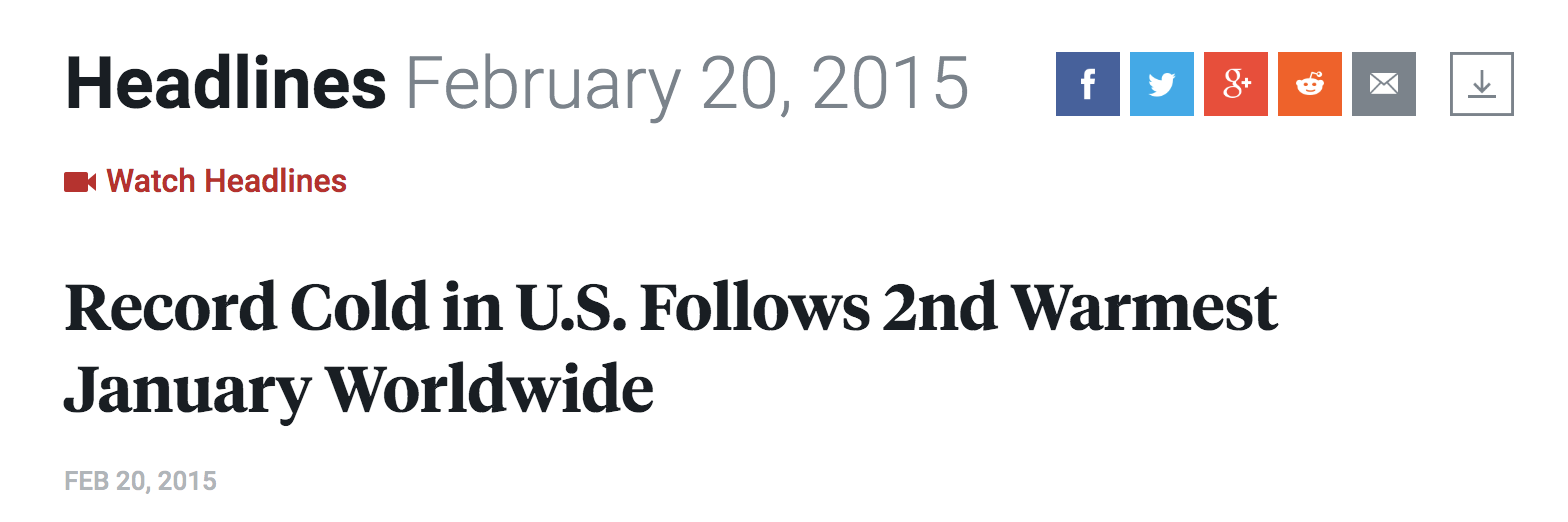 Headlines February 20, 2015
Watch Headlines
Record Cold in U.S. Follows 2nd Warmest
January Worldwide
FEB 20, 2015